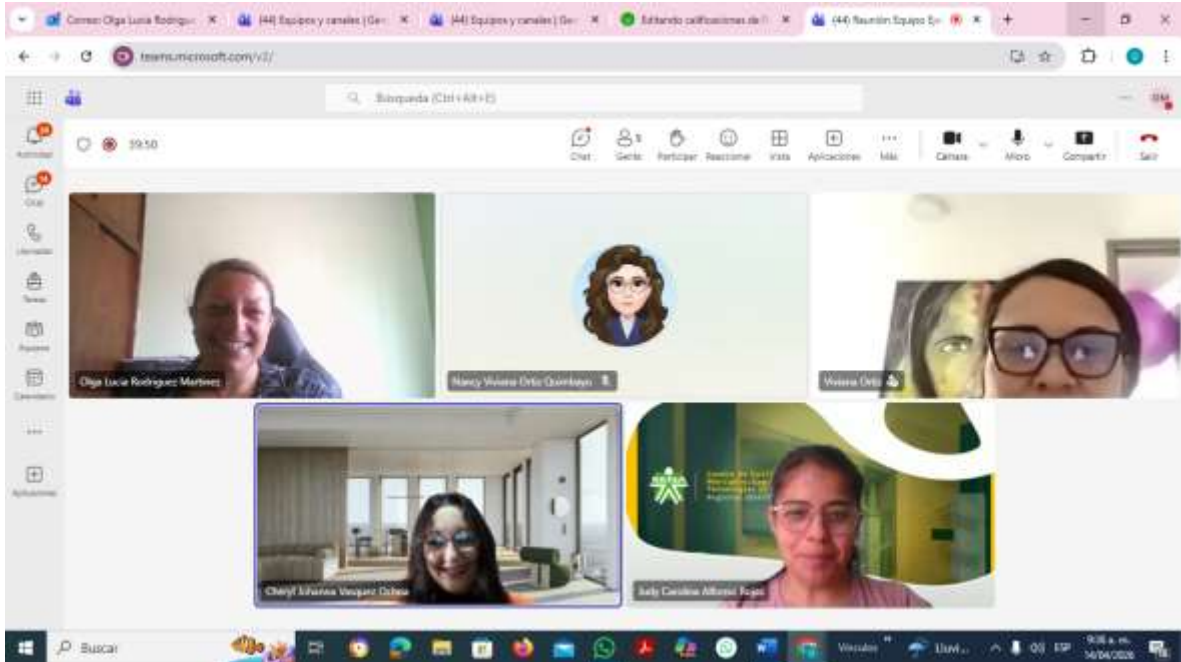 Correo: Olga Lucia Rodrigu
(44) Equipos y canales | Ge
(44) Equipos y canales | Ge
Editando calificaciones de
(44) Reunión Equipo Eje
teams.microsoft.com/v2/
Búsqueda (Ctrl+Alt+E)
39:50
Chat
Gente
5
Participar
Reaccionar
Vista
Aplicaciones
Más
Cámara
Micro
Compartir
Salir
Actividad
Chat
Llamadas
Tareas
Equipos
Calendario
Aplicaciones
Olga Lucia Rodriguez Martinez
Nancy Viviana Ortiz Quimbayo
Viviana Ortiz
Cheryl Johanna Vasquez Ochoa
Judy Carolina Alfonso Rojas
Buscar
Vínculos
Lluvi...
ESP
9:36 a. m.
14/04/2026